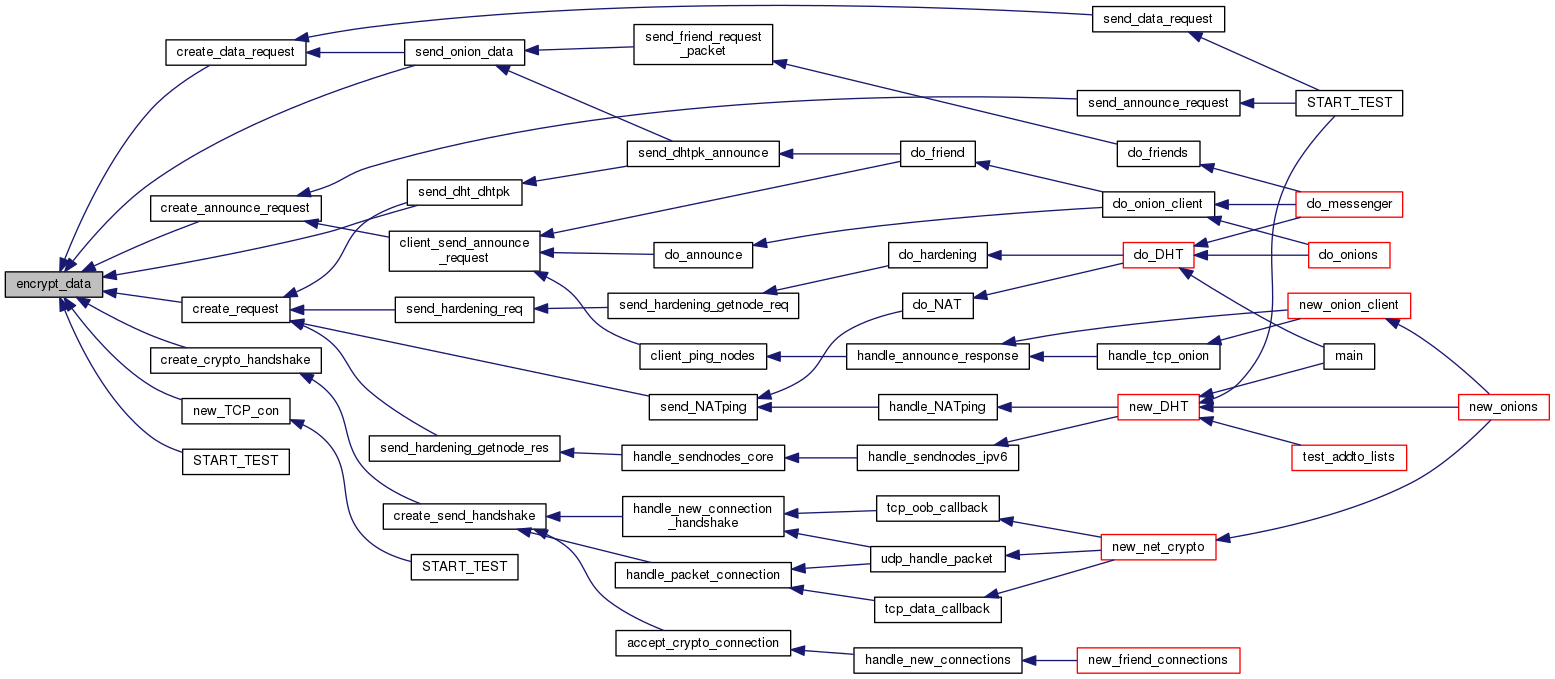 send_data_request
create_data_request
send_onion_data
send_friend_request
_packet
send_announce_request
START_TEST
send_dhtpk_announce
do_friend
do_friends
send_dht_dhtpk
create_announce_request
do_onion_client
do_messenger
client_send_announce
_request
do_announce
do_hardening
do_DHT
do_onions
encrypt_data
create_request
send_hardening_req
send_hardening_getnode_req
do_NAT
new_onion_client
create_crypto_handshake
client_ping_nodes
handle_announce_response
handle_tcp_onion
main
new_TCP_con
send_NATping
handle_NATping
new_DHT
new_onions
START_TEST
send_hardening_getnode_res
handle_sendnodes_core
handle_sendnodes_ipv6
test_addto_lists
create_send_handshake
handle_new_connection
_handshake
tcp_oob_callback
new_net_crypto
udp_handle_packet
START_TEST
handle_packet_connection
tcp_data_callback
accept_crypto_connection
handle_new_connections
new_friend_connections